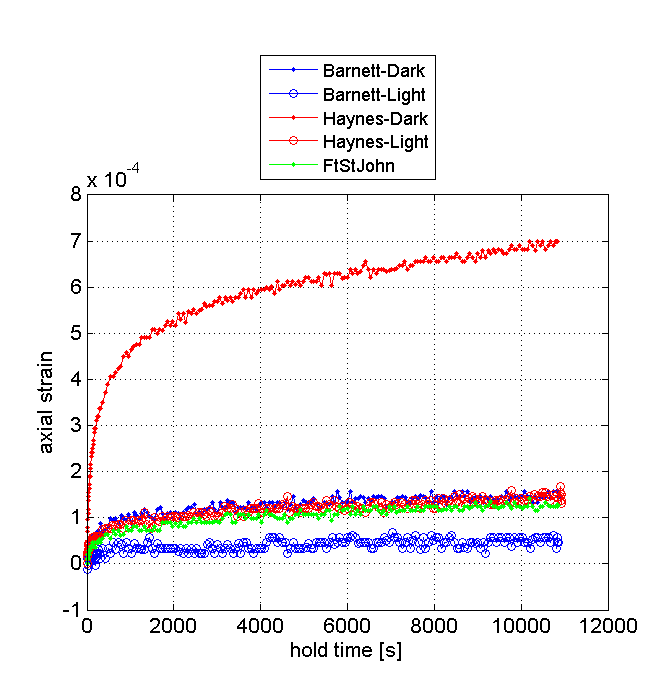 Barnett-Dark
Barnett-Light
Haynes-Dark
Haynes-Light
FtStJohn
x 10^-4
8
7
6
5
4
3
2
1
0
-1
axial strain
0 2000 4000 6000 8000 10000 12000
hold time [s]